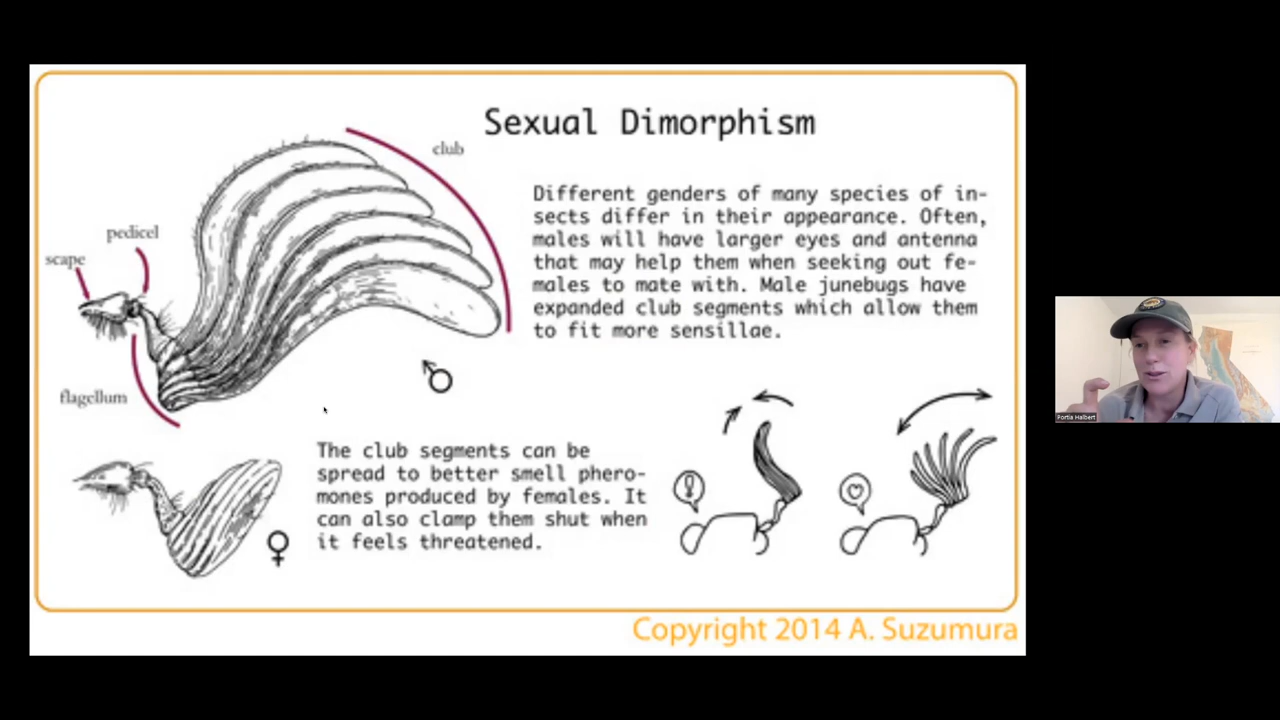 Sexual Dimorphism
club
pedicel
scape
flagellum
Different genders of many species of in-
sects differ in their appearance. Often,
males will have larger eyes and antenna
that may help them when seeking out fe-
males to mate with. Male junebugs have
expanded club segments which allow them
to fit more sensillae.
The club segments can be
spread to better smell phero-
mones produced by females. It
can also clamp them shut when
it feels threatened.
!
Copyright 2014 A. Suzumura
Portia Halbert